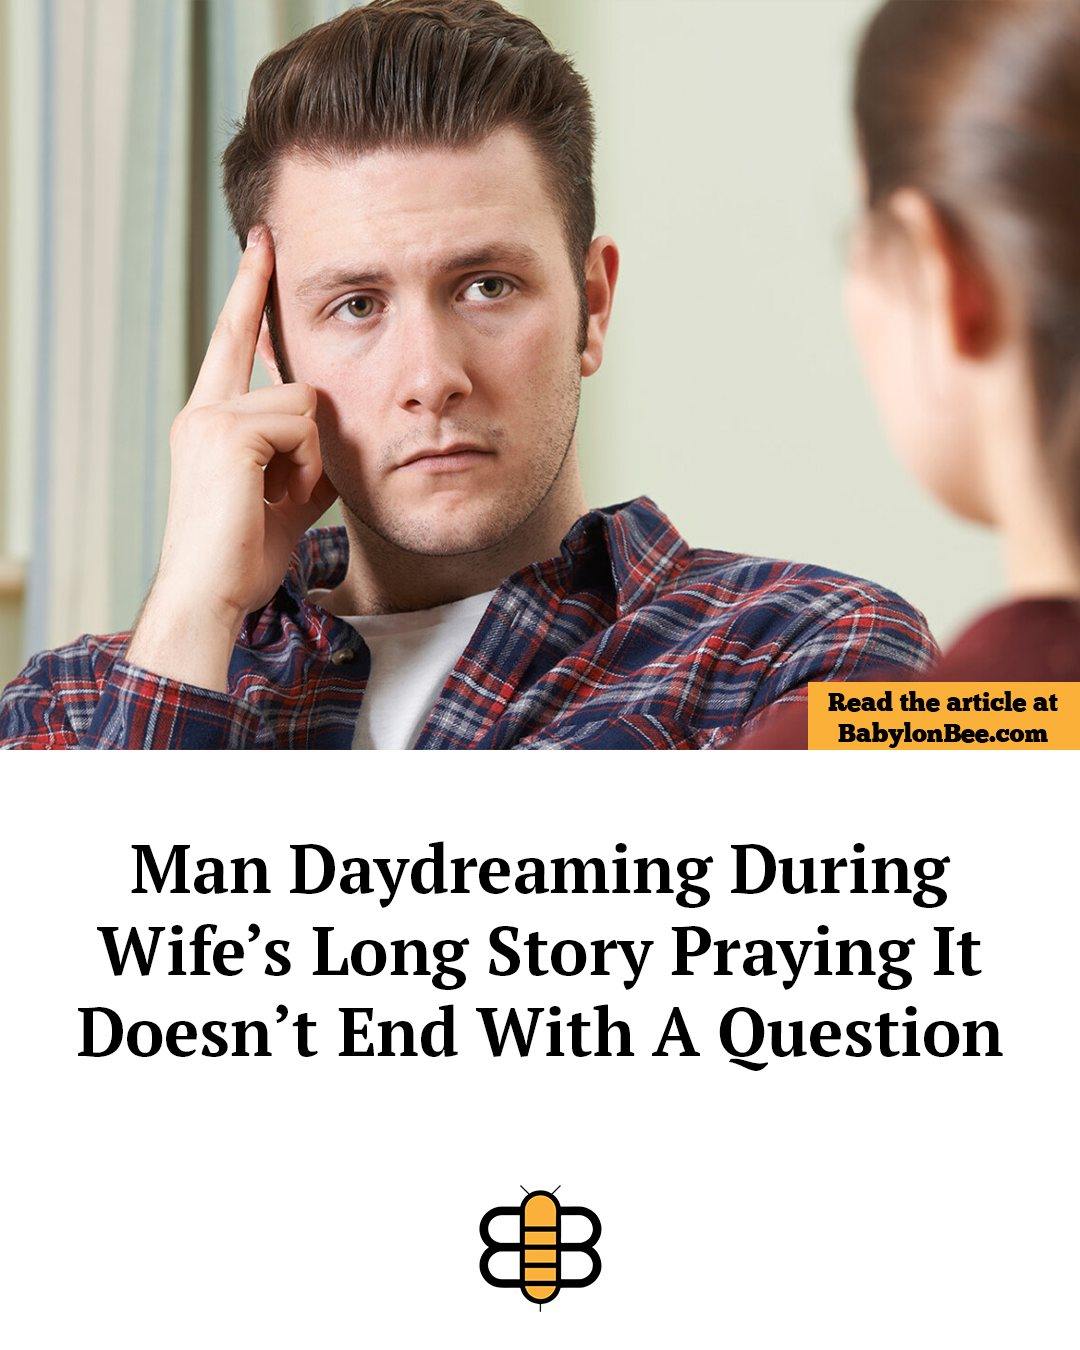 Read the article at
BabylonBee.com
Man Daydreaming During
Wife’s Long Story Praying It
Doesn’t End With A Question